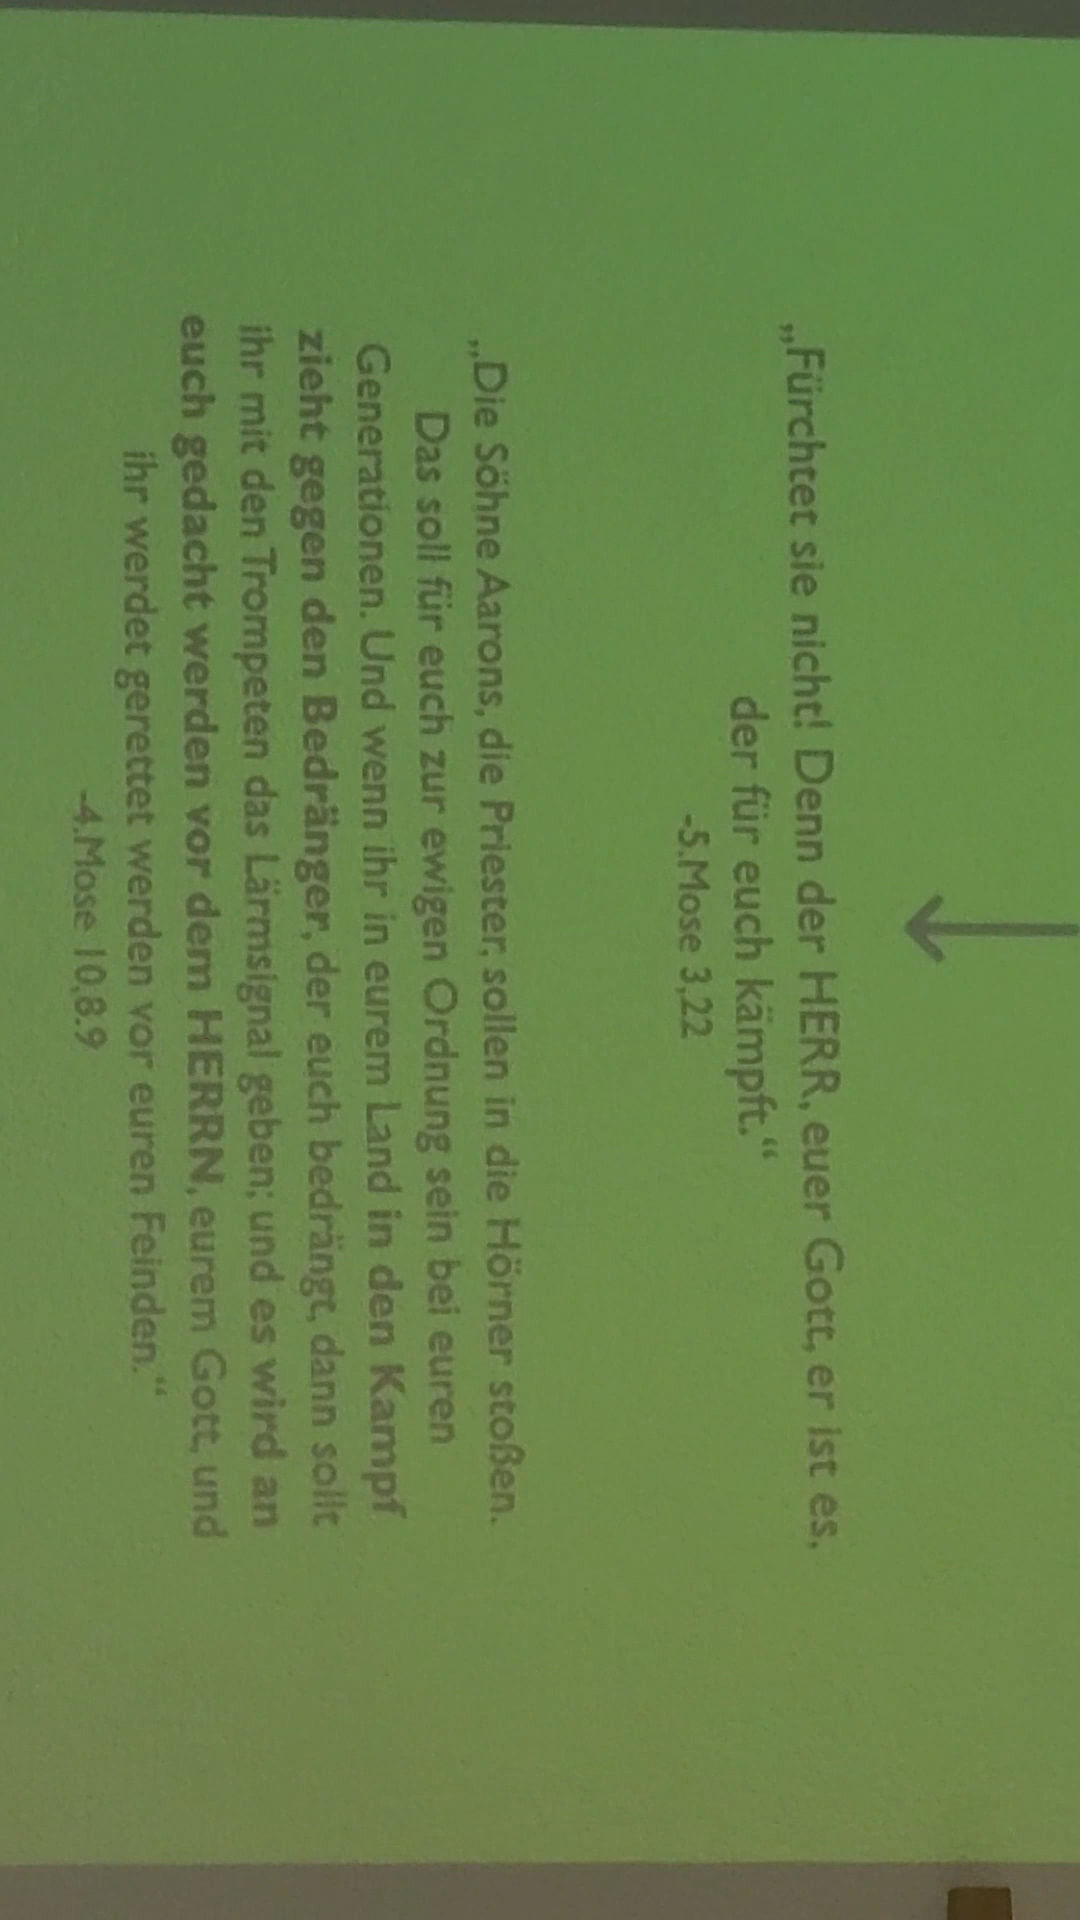 „Fürchtet sie nicht! Denn der HERR, euer Gott, er ist es,
der für euch kämpft.“
-5.Mose 3,22
„Die Söhne Aarons, die Priester, sollen in die Hörner stoßen.
Das soll für euch zur ewigen Ordnung sein bei euren
Generationen. Und wenn ihr in eurem Land in den Kampf
zieht gegen den Bedränger, der euch bedrängt, dann sollt
ihr mit den Trompeten das Lärmsignal geben; und es wird an
euch gedacht werden vor dem HERRN, eurem Gott, und
ihr werdet gerettet werden vor euren Feinden.“
-4.Mose 10,8.9